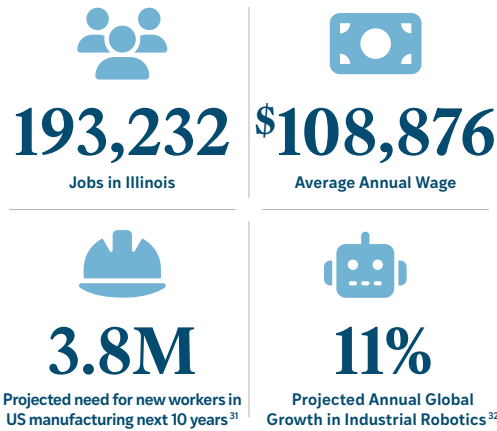 193,232
Jobs in Illinois
$108,876
Average Annual Wage
3.8M
Projected need for new workers in
US manufacturing next 10 years 31
11%
Projected Annual Global
Growth in Industrial Robotics 32